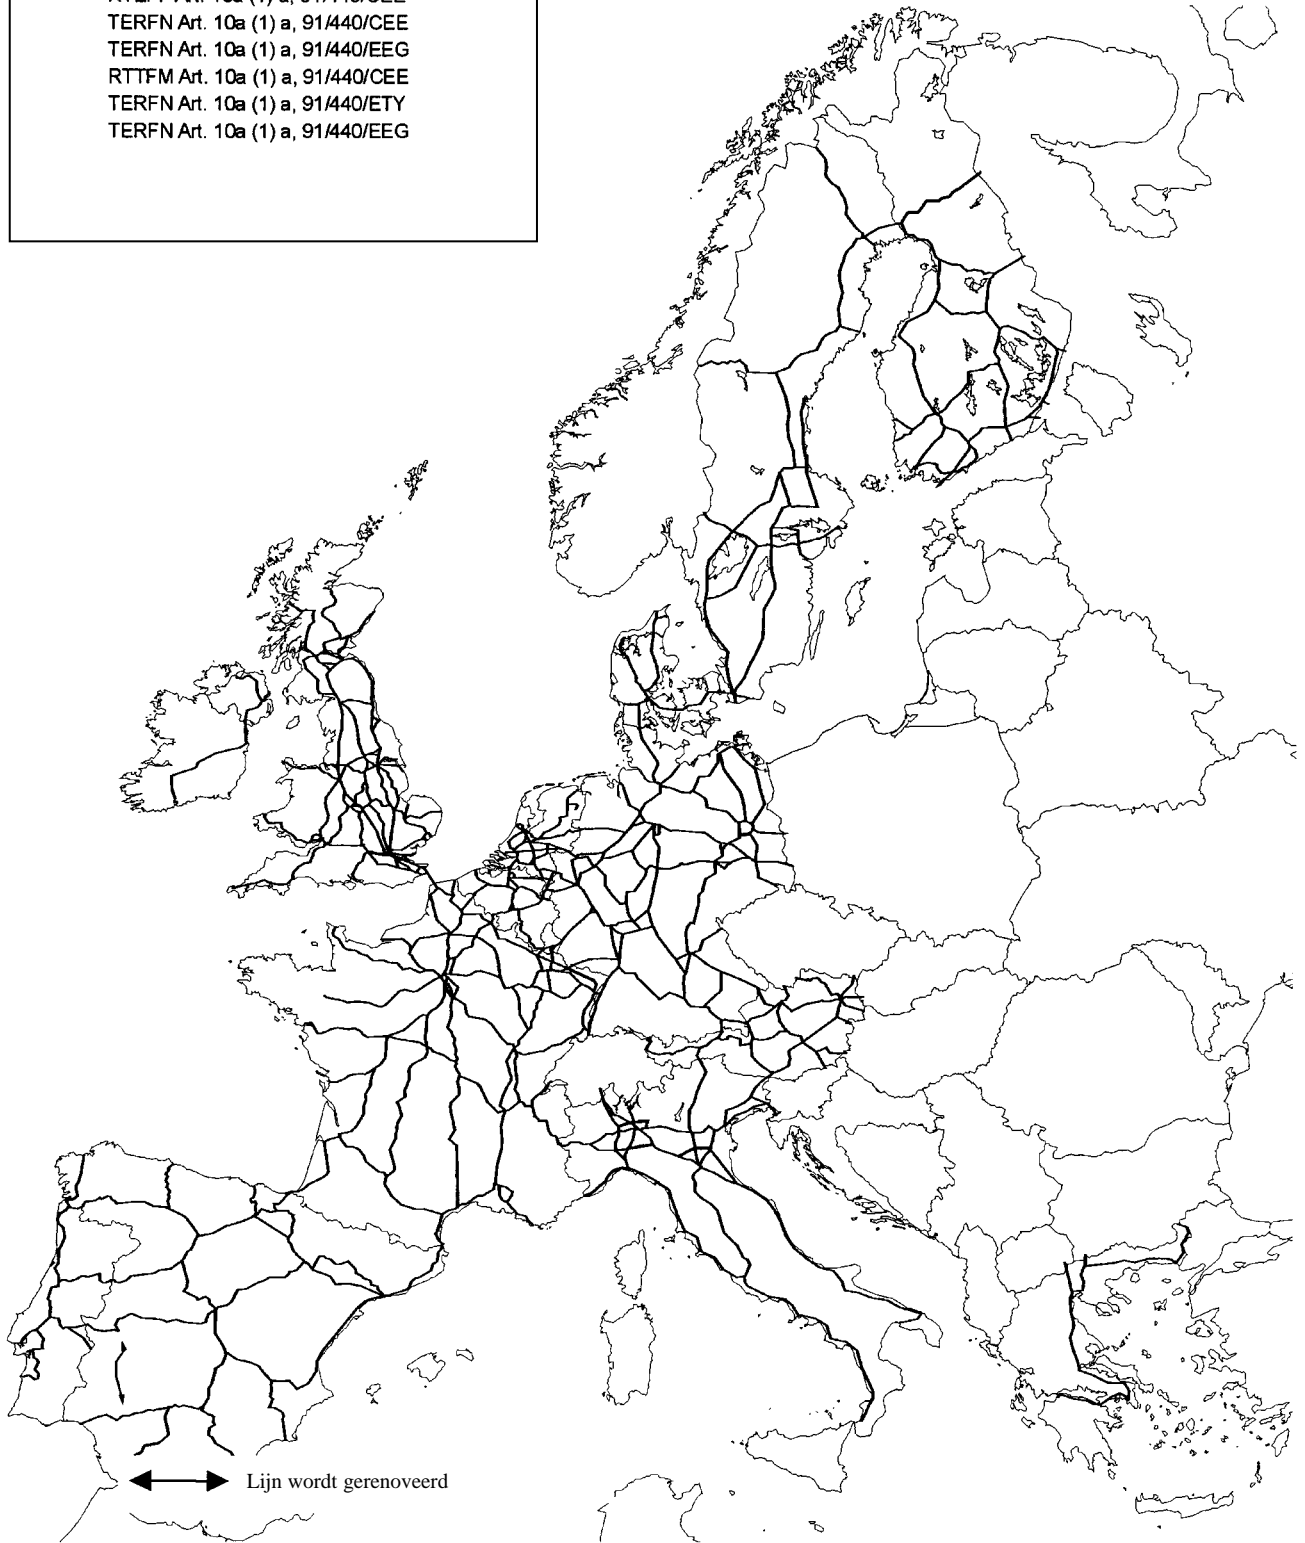 TERFN Art. 10a (1) a, 91/440/CEE
TERFN Art. 10a (1) a, 91/440/EEG
RTTFM Art. 10a (1) a, 91/440/CEE
TERFN Art. 10a (1) a, 91/440/ETY
TERFN Art. 10a (1) a, 91/440/EEG
Lijn wordt gerenoveerd